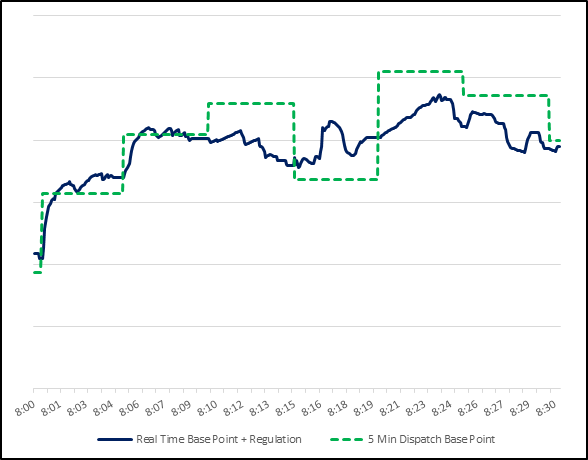 8:00 8:01 8:03 8:04 8:06 8:07 8:09 8:10 8:12 8:13 8:15 8:16 8:18 8:19 8:21 8:23 8:24 8:26 8:27 8:29 8:30
Real Time Base Point + Regulation 5 Min Dispatch Base Point